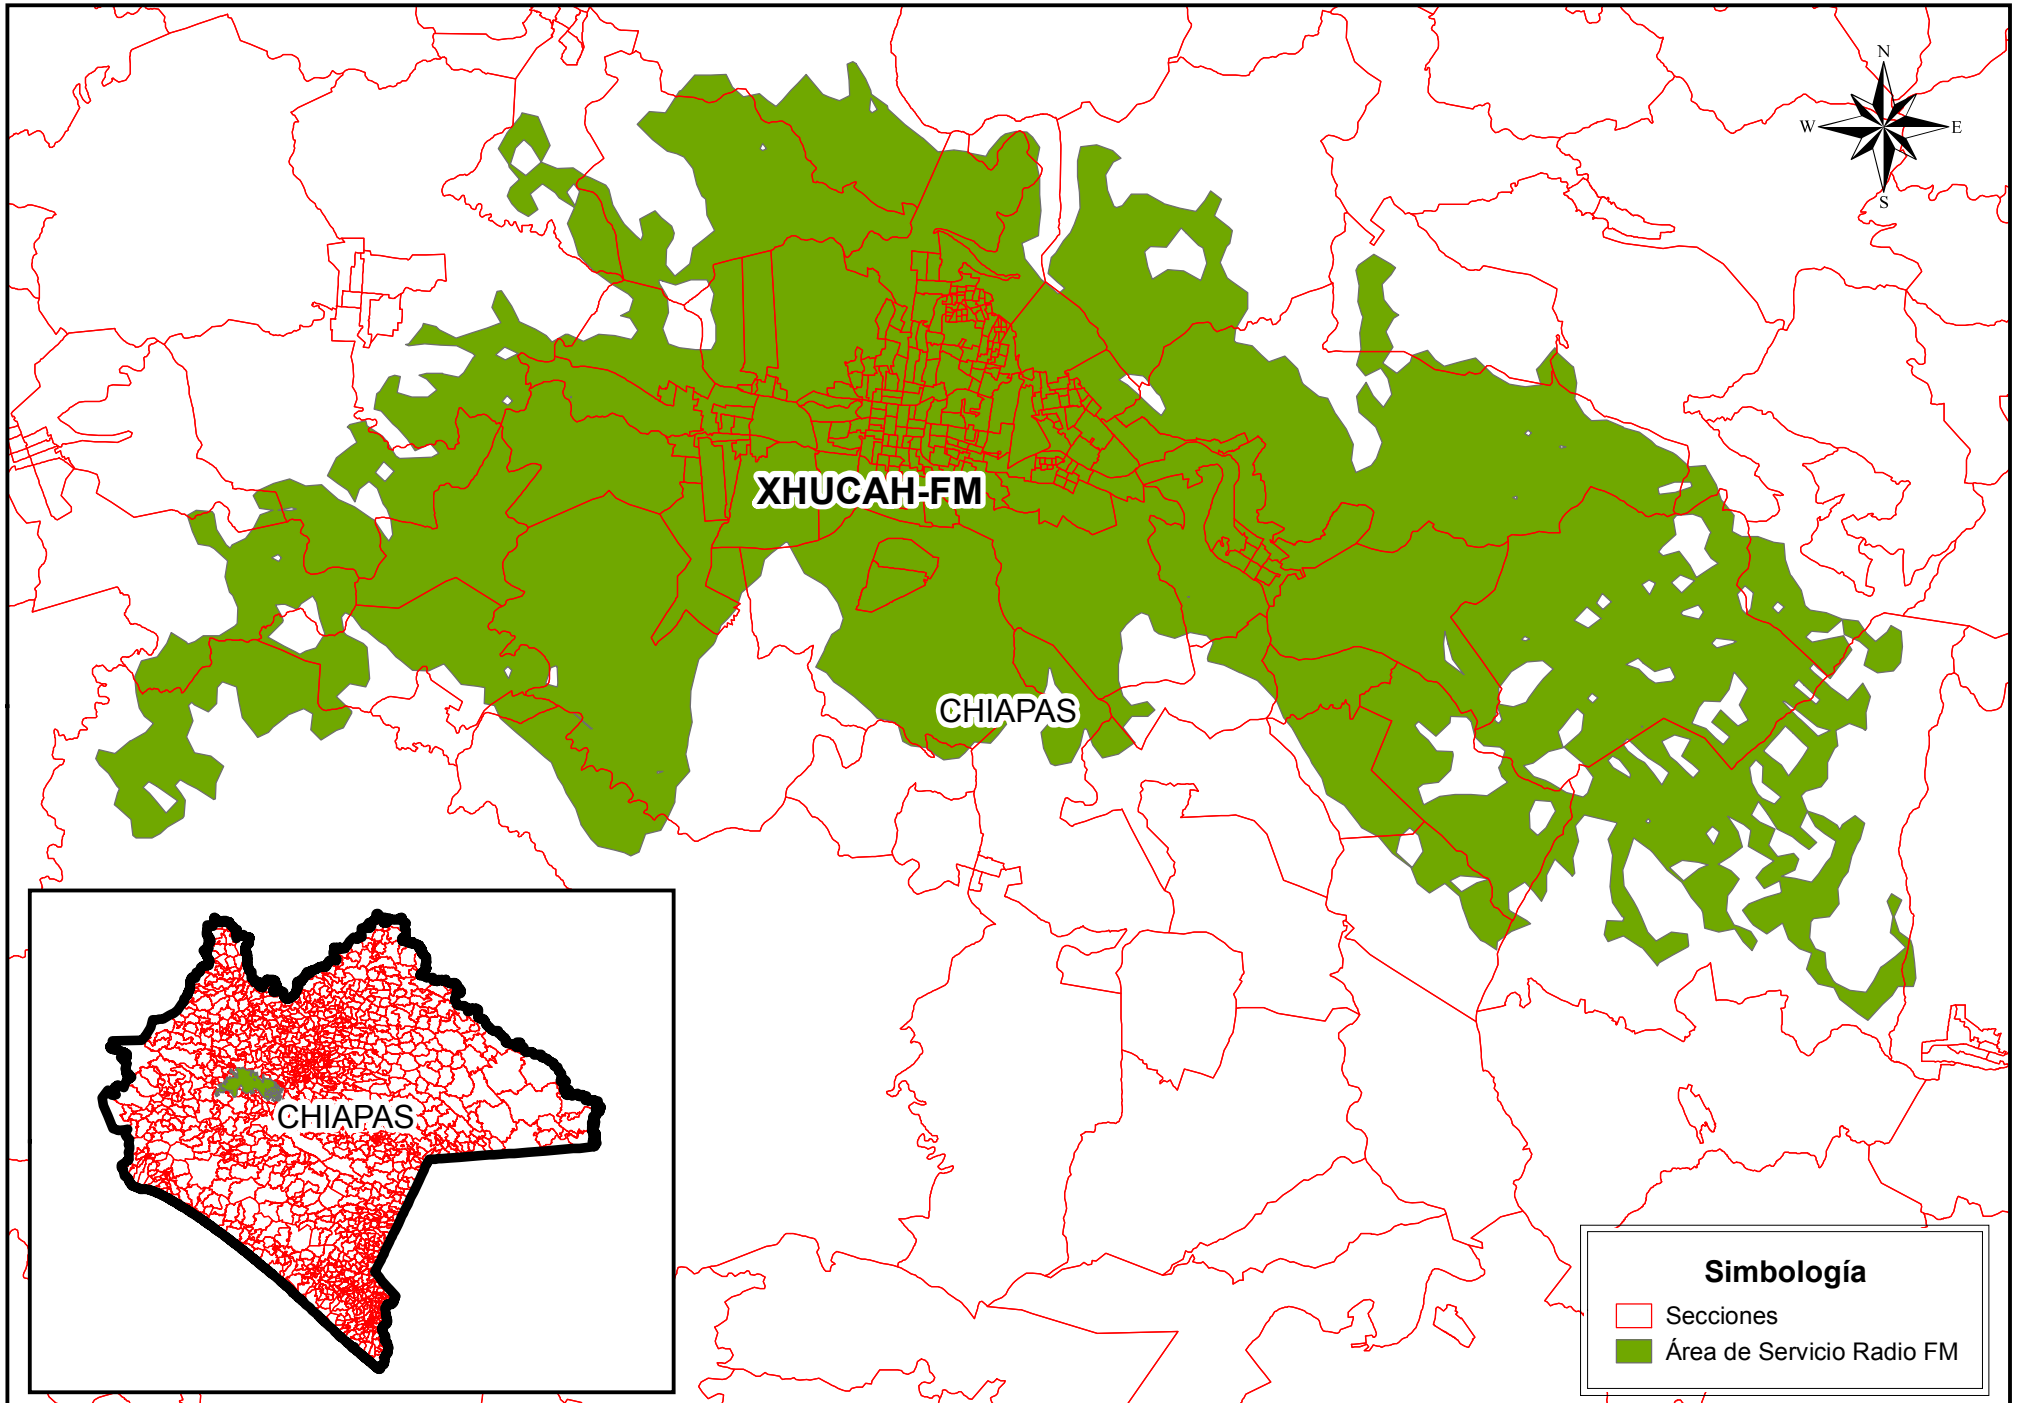 N
W E
S
XHUCAH-FM
CHIAPAS
CHIAPAS
Simbología
Secciones
Área de Servicio Radio FM